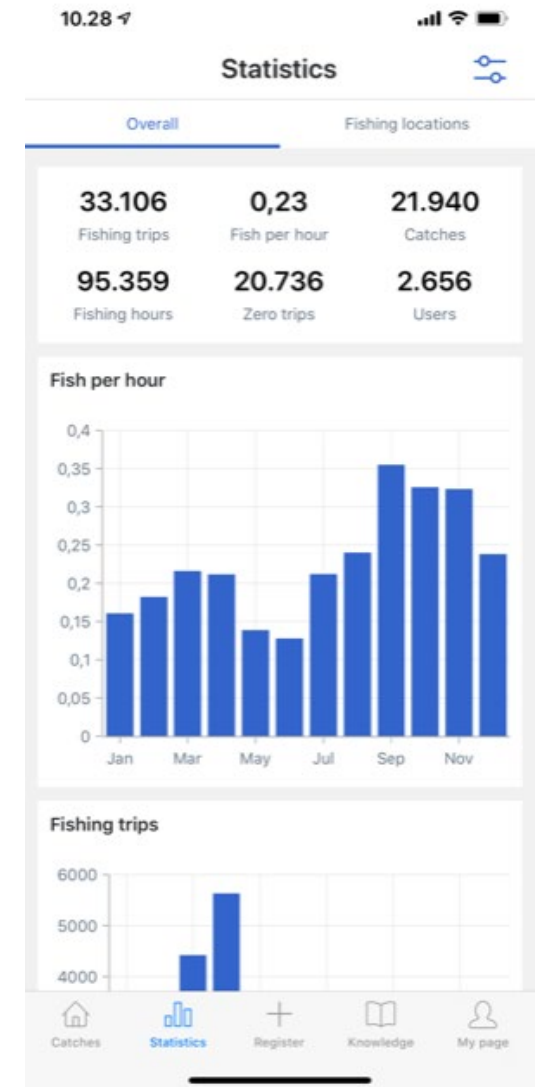 10.28
Statistics
Overall Fishing locations
33.106 0,23 21.940
Fishing trips Fish per hour Catches
95.359 20.736 2.656
Fishing hours Zero trips Users
Fish per hour
0,4
0,35
0,3
0,25
0,2
0,15
0,1
0,05
0
Jan Mar May Jul Sep Nov
Fishing trips
6000
5000
4000
Catches Statistics Register Knowledge My page